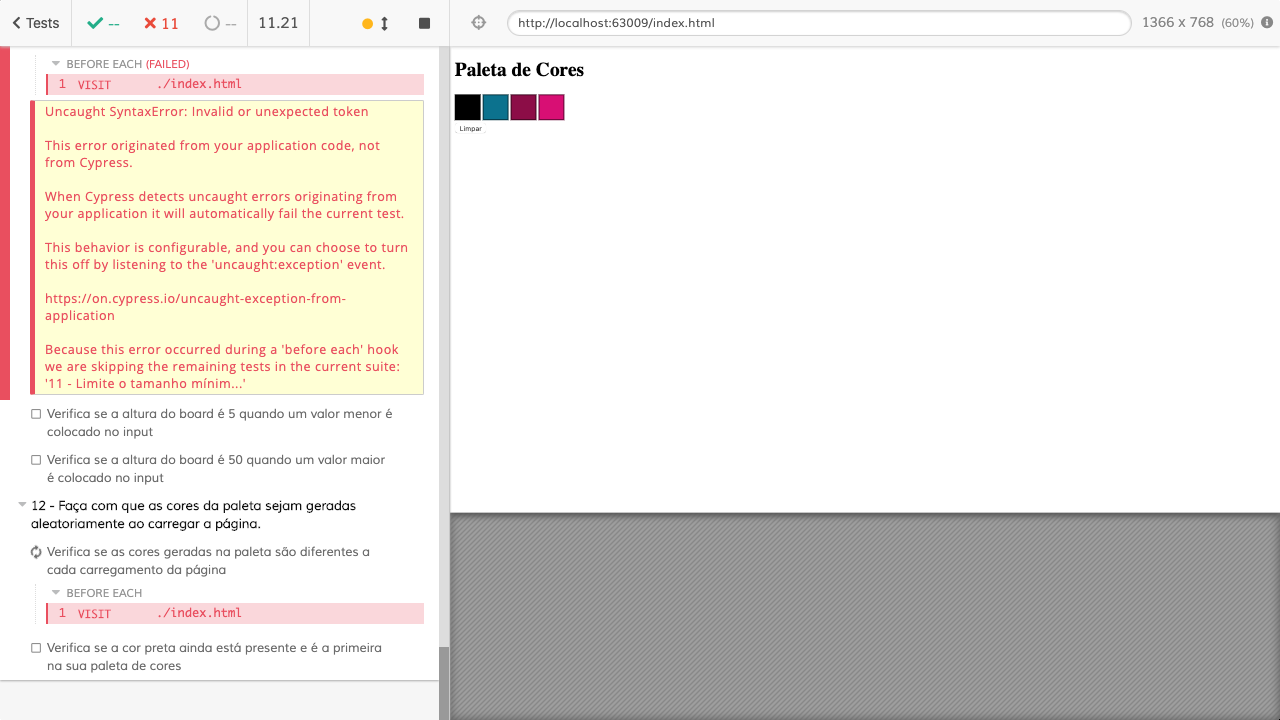 Tests
--
11
--
11.21
http://localhost:63009/index.html
1366 x 768 (60%)
BEFORE EACH (FAILED)
1 VISIT ./index.html
Uncaught SyntaxError: Invalid or unexpected token
This error originated from your application code, not
from Cypress.
When Cypress detects uncaught errors originating from
your application it will automatically fail the current test.
This behavior is configurable, and you can choose to turn
this off by listening to the 'uncaught:exception' event.
https://on.cypress.io/uncaught-exception-from-
application
Because this error occurred during a 'before each' hook
we are skipping the remaining tests in the current suite:
'11 - Limite o tamanho mínim...'
Verifica se a altura do board é 5 quando um valor menor é
colocado no input
Verifica se a altura do board é 50 quando um valor maior
é colocado no input
12 - Faça com que as cores da paleta sejam geradas
aleatoriamente ao carregar a página.
Verifica se as cores geradas na paleta são diferentes a
cada carregamento da página
BEFORE EACH
1 VISIT ./index.html
Verifica se a cor preta ainda está presente e é a primeira
na sua paleta de cores
Paleta de Cores
Limpar